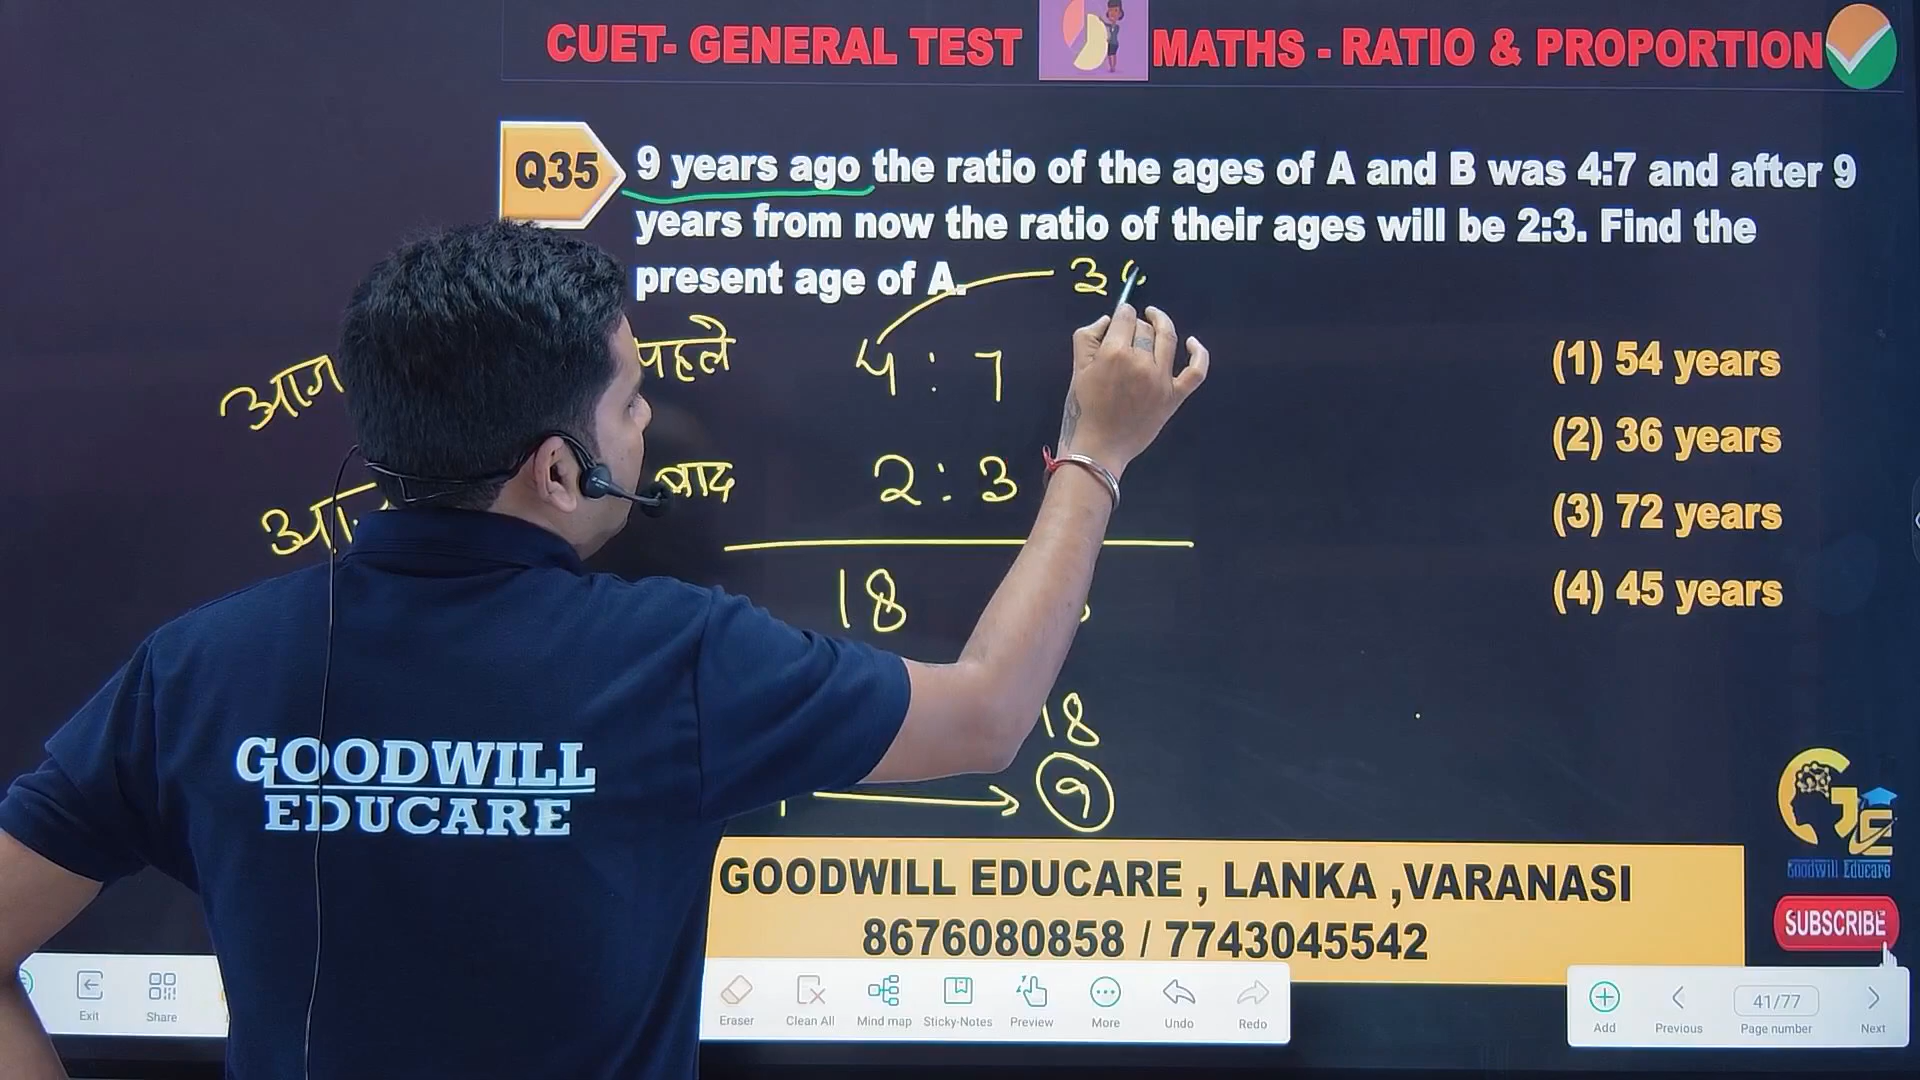 CUET- GENERAL TEST MATHS - RATIO & PROPORTION
Q35 9 years ago the ratio of the ages of A and B was 4:7 and after 9
years from now the ratio of their ages will be 2:3. Find the
present age of A.
3
आज पहले 4 : 7
बाद 2 : 3
18
18
9
(1) 54 years
(2) 36 years
(3) 72 years
(4) 45 years
GOODWILL
EDUCARE
GOODWILL EDUCARE , LANKA ,VARANASI
8676080858 / 7743045542
Goodwill Educare
SUBSCRIBE
Exit Share Eraser Clean All Mind map Sticky-Notes Preview More Undo Redo
Add Previous 41/77 Page number Next